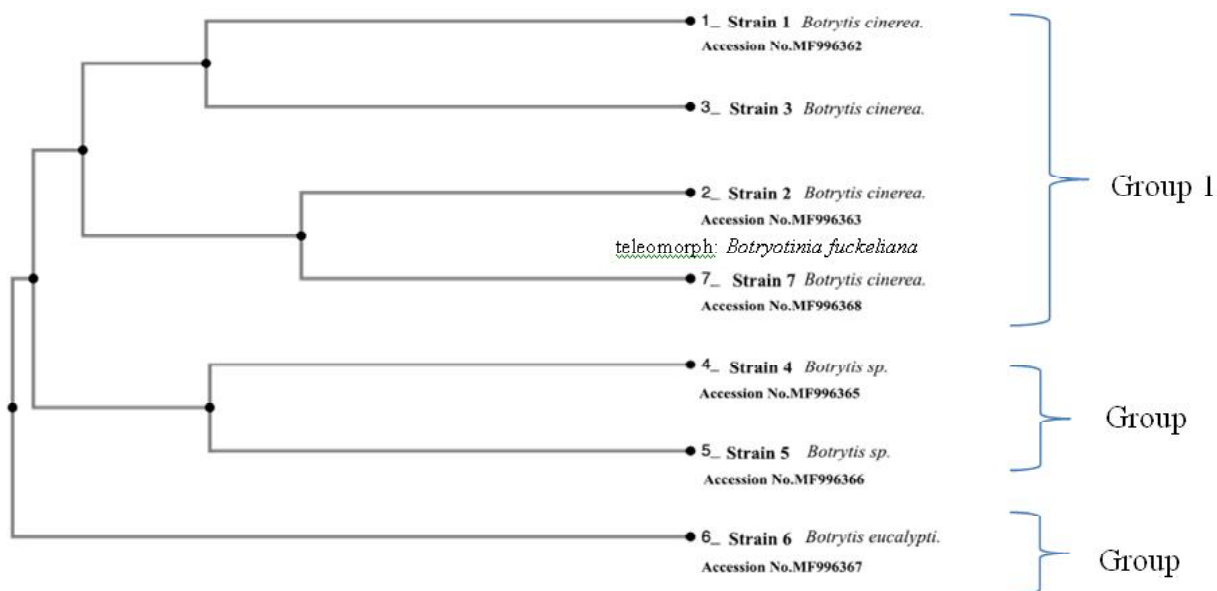 1_ Strain 1 Botrytis cinerea.
Accession No.MF996362
3_ Strain 3 Botrytis cinerea.
2_ Strain 2 Botrytis cinerea.
Accession No.MF996363
teleomorph: Botryotinia fuckeliana
7_ Strain 7 Botrytis cinerea.
Accession No.MF996368
Group 1
4_ Strain 4 Botrytis sp.
Accession No.MF996365
5_ Strain 5 Botrytis sp.
Accession No.MF996366
Group
6_ Strain 6 Botrytis eucalypti.
Accession No.MF996367
Group